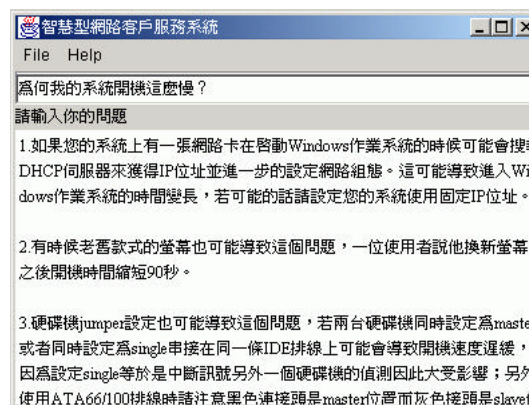 智慧型網路客戶服務系統
File Help
爲何我的系統開機這麼慢？
請輸入你的問題
1.如果您的系統上有一張網路卡在啓動Windows作業系統的時候可能會搜
DHCP伺服器來獲得IP位址並進一步的設定網路組態。這可能導致進入Wi
dows作業系統的時間變長，若可能的話請設定您的系統使用固定IP位址。
2.有時候老舊款式的螢幕也可能導致這個問題，一位使用者說他換新螢幕
之後開機時間縮短90秒。
3.硬碟機jumper設定也可能導致這個問題，若兩台硬碟機同時設定爲maste
或者同時設定爲single串接在同一條IDE排線上可能會導致開機速度遲緩，
因爲設定single等於是中斷訊號另外一個硬碟機的偵測因此大受影響；另外
使用ATA66/100排線時請注意黑色連接頭是master位置而灰色接頭是slave